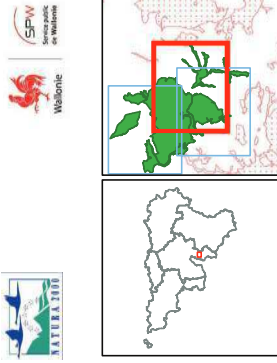 SPW
Service public
de Wallonie
Wallonie
NATURA 2000